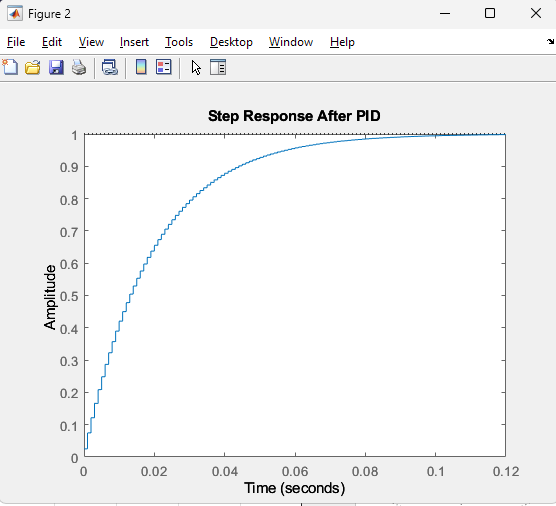 Figure 2
File Edit View Insert Tools Desktop Window Help
Step Response After PID
1
0.9
0.8
0.7
0.6
0.5
0.4
0.3
0.2
0.1
0
Amplitude
0 0.02 0.04 0.06 0.08 0.1 0.12
Time (seconds)